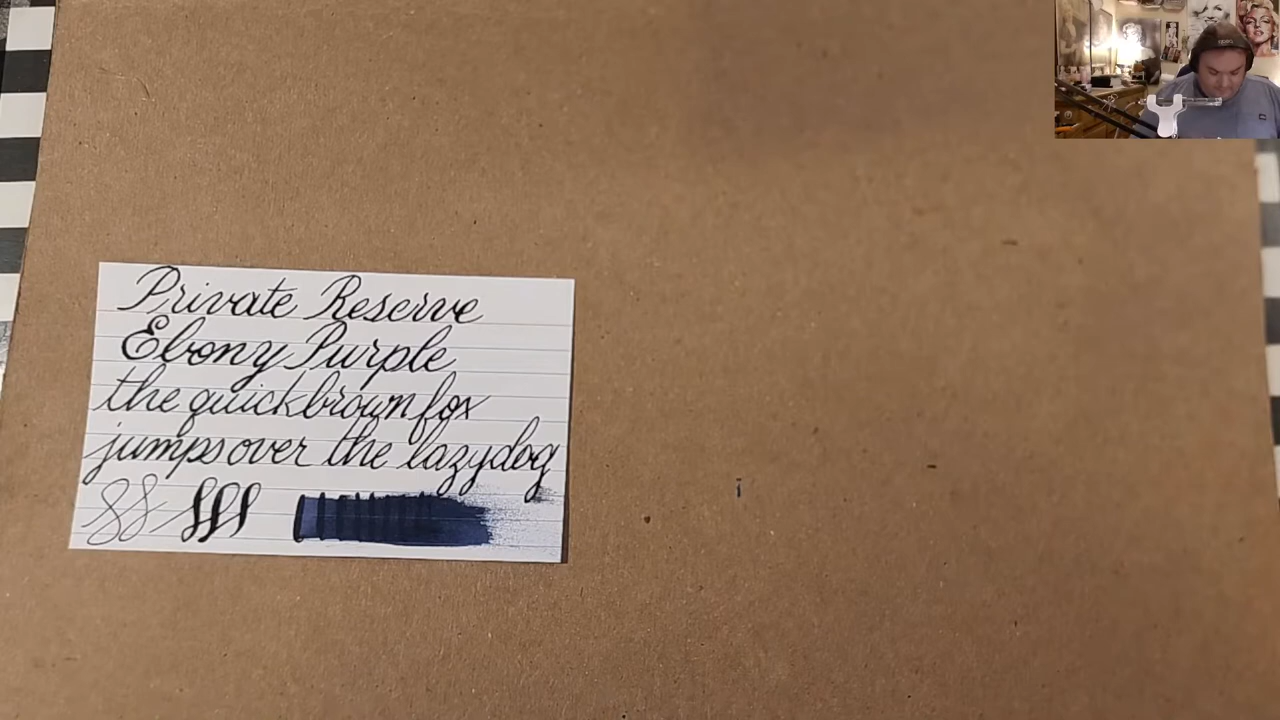 Private Reserve
Ebony Purple
the quick brown fox
jumps over the lazy dog